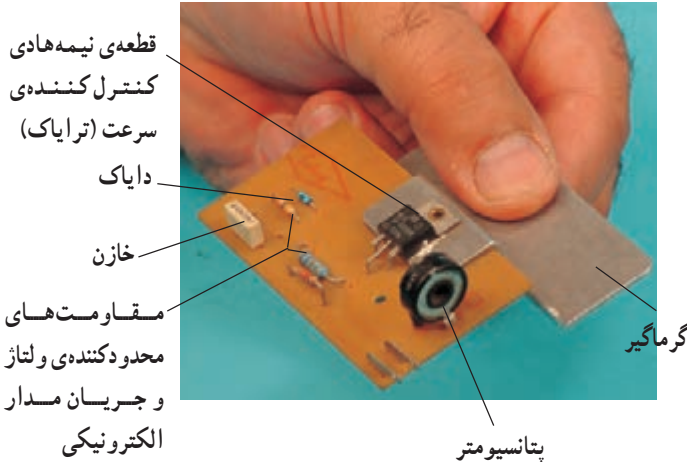 قطعه‌ی نیمه‌هادی
کنترل کننده‌ی
سرعت (ترایاک)
دایاک
خازن
مقاومت‌های
محدودکننده‌ی ولتاژ
و جریان مدار
الکترونیکی
پتانسیومتر
گرماگیر